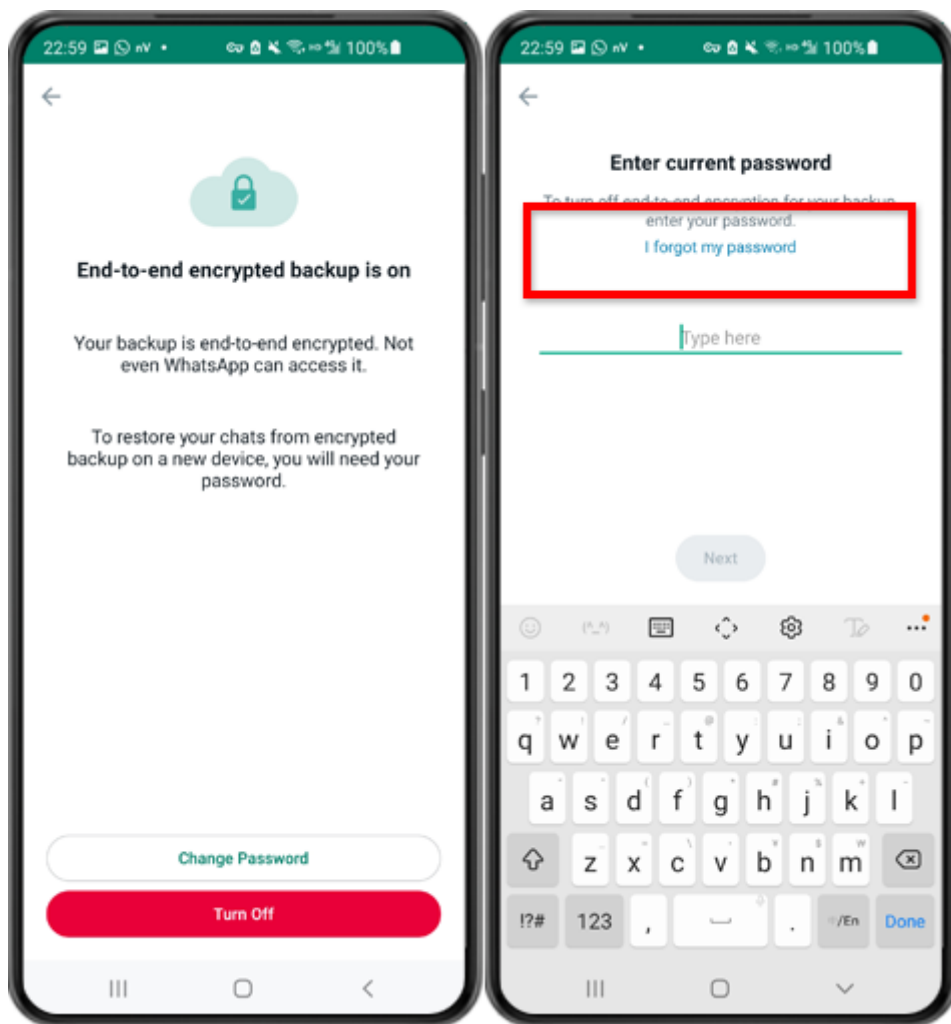 22:59 nV • 100%
End-to-end encrypted backup is on
Your backup is end-to-end encrypted. Not
even WhatsApp can access it.
To restore your chats from encrypted
backup on a new device, you will need your
password.
Change Password
Turn Off
22:59 nV • 100%
Enter current password
To turn off end-to-end encryption for your backup,
enter your password.
I forgot my password
Type here
Next
(^_^)
1 2 3 4 5 6 7 8 9 0
q w e r t y u i o p
a s d f g h j k l
z x c v b n m
!?# 123 , . /En Done